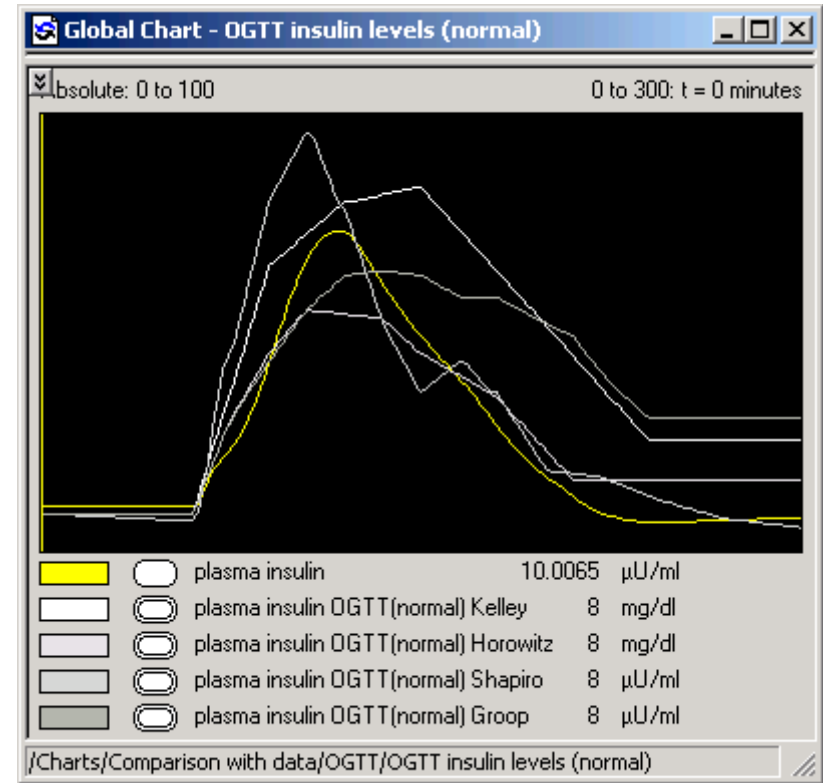 Global Chart - OGTT insulin levels (normal)
Absolute: 0 to 100 0 to 300: t = 0 minutes
plasma insulin 10.0065 µU/ml
plasma insulin OGTT(normal) Kelley 8 mg/dl
plasma insulin OGTT(normal) Horowitz 8 mg/dl
plasma insulin OGTT(normal) Shapiro 8 µU/ml
plasma insulin OGTT(normal) Groop 8 µU/ml
/Charts/Comparison with data/OGTT/OGTT insulin levels (normal)